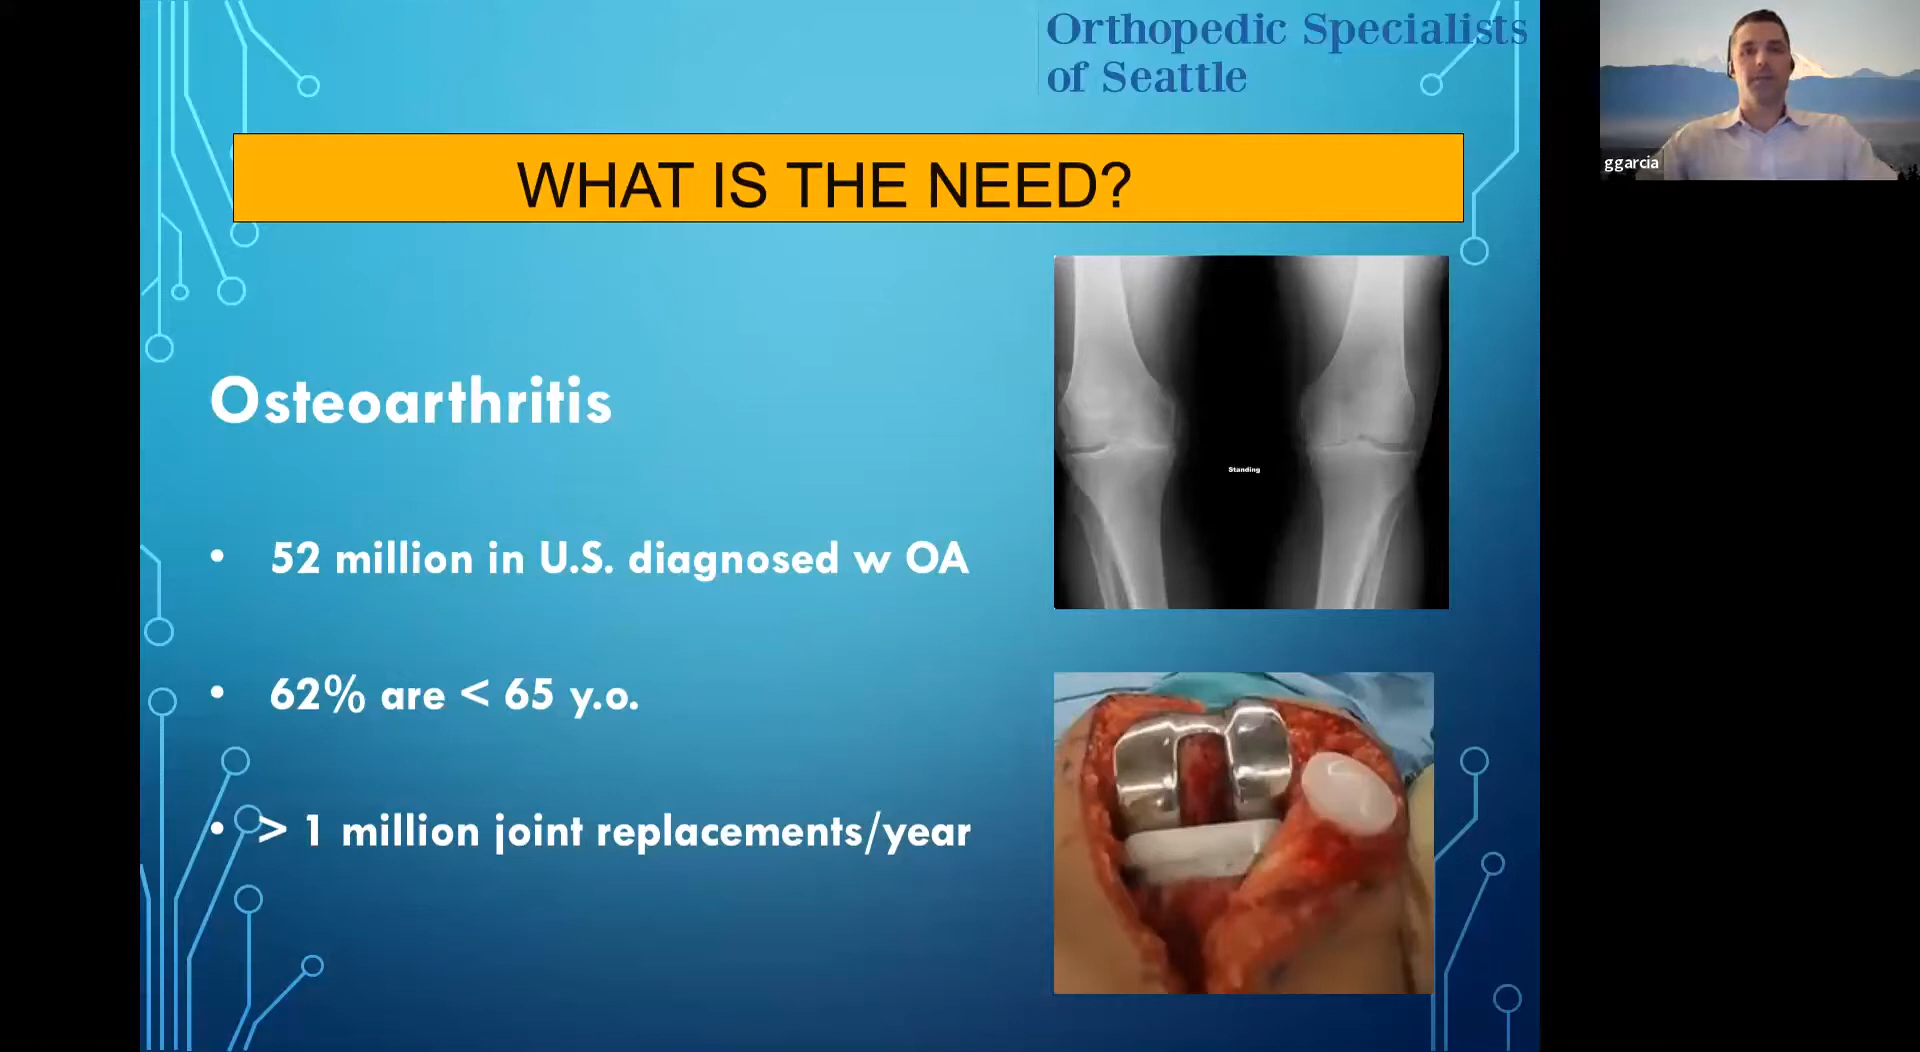 Orthopedic Specialists
of Seattle
ggarcia
WHAT IS THE NEED?
Osteoarthritis
• 52 million in U.S. diagnosed w OA
• 62% are < 65 y.o.
• > 1 million joint replacements/year
Standing